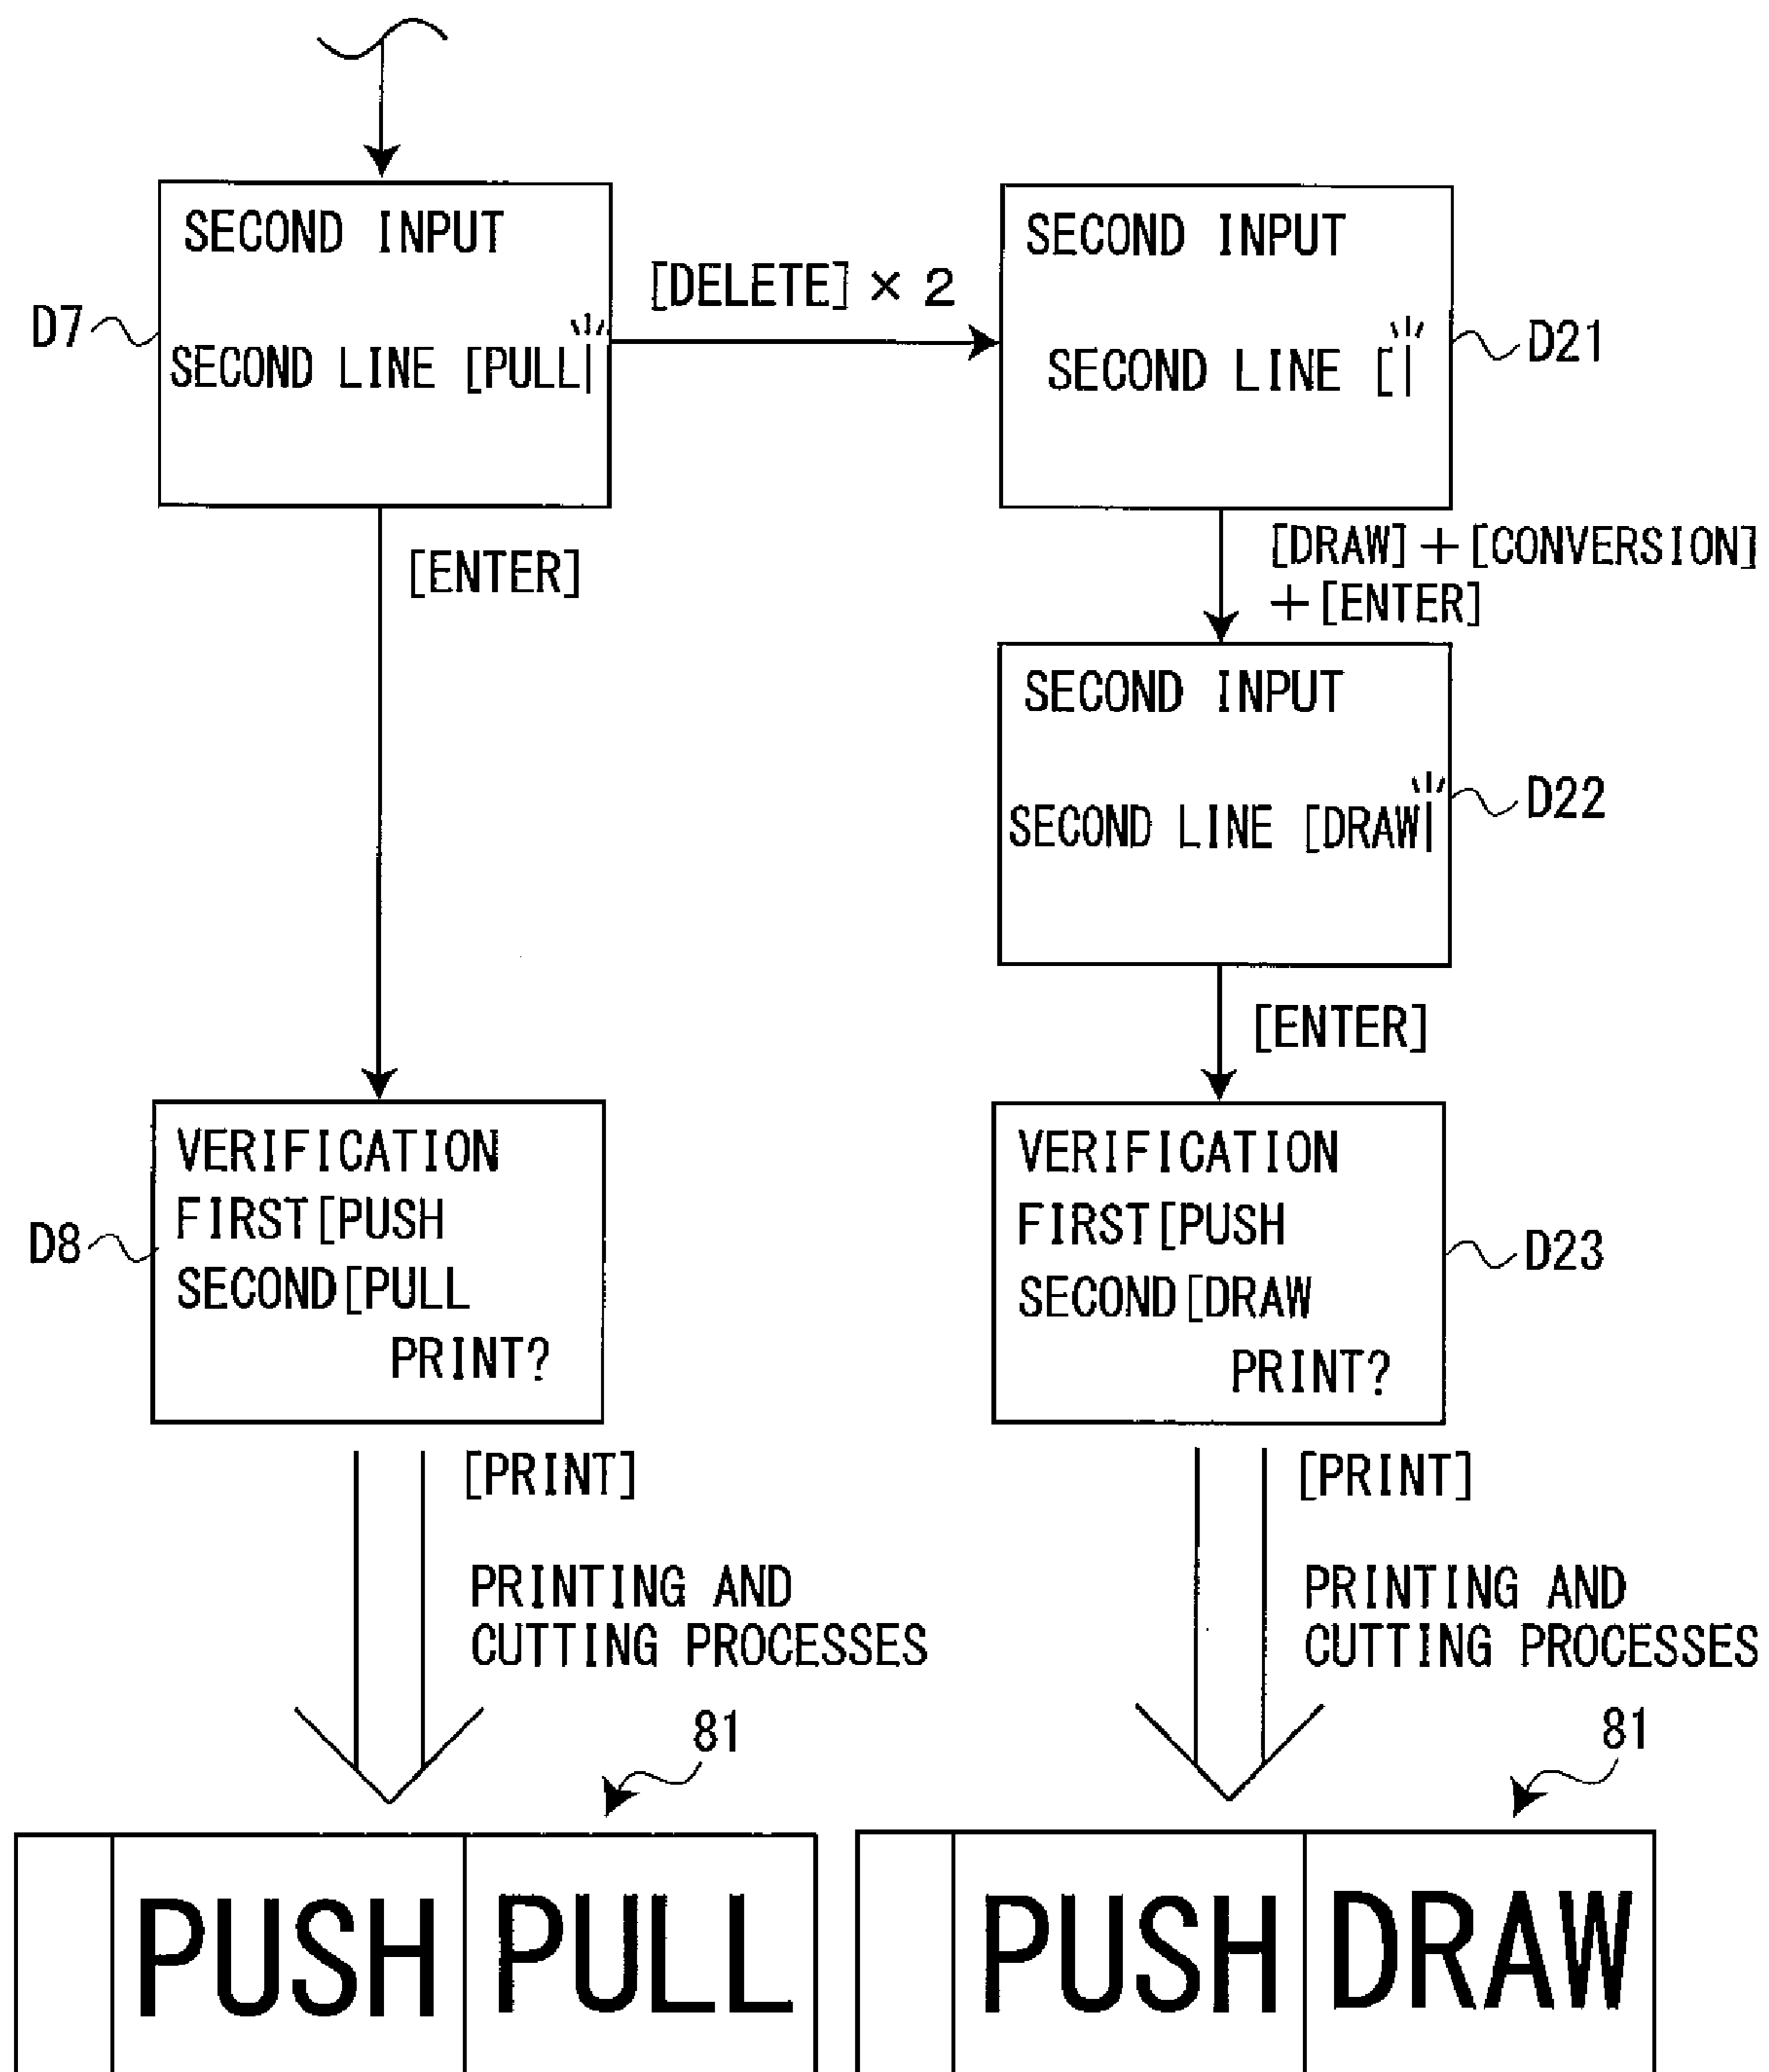 SECOND INPUT
D7
SECOND LINE [PULL
[DELETE] × 2
SECOND INPUT
SECOND LINE [
D21
[ENTER]
[DRAW] + [CONVERSION]
+ [ENTER]
SECOND INPUT
SECOND LINE [DRAW
D22
[ENTER]
VERIFICATION
FIRST[PUSH
SECOND[PULL
PRINT?
D8
VERIFICATION
FIRST[PUSH
SECOND[DRAW
PRINT?
D23
[PRINT]
PRINTING AND
CUTTING PROCESSES
[PRINT]
PRINTING AND
CUTTING PROCESSES
81
81
PUSH PULL
PUSH DRAW